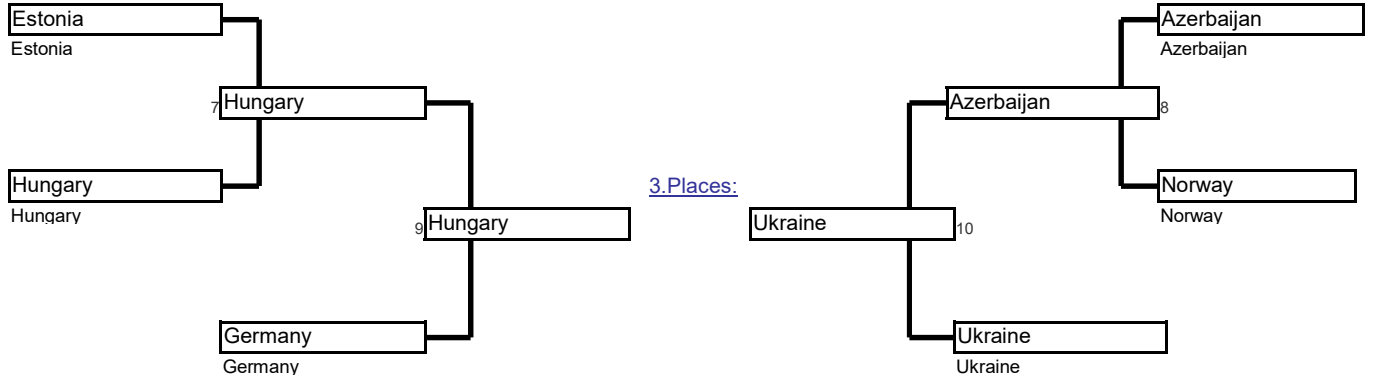 Estonia
Estonia
7
Hungary
Hungary
Hungary
9
Hungary
Germany
Germany
3.Places:
Azerbaijan
Azerbaijan
Azerbaijan
8
Norway
Norway
Ukraine
10
Ukraine
Ukraine